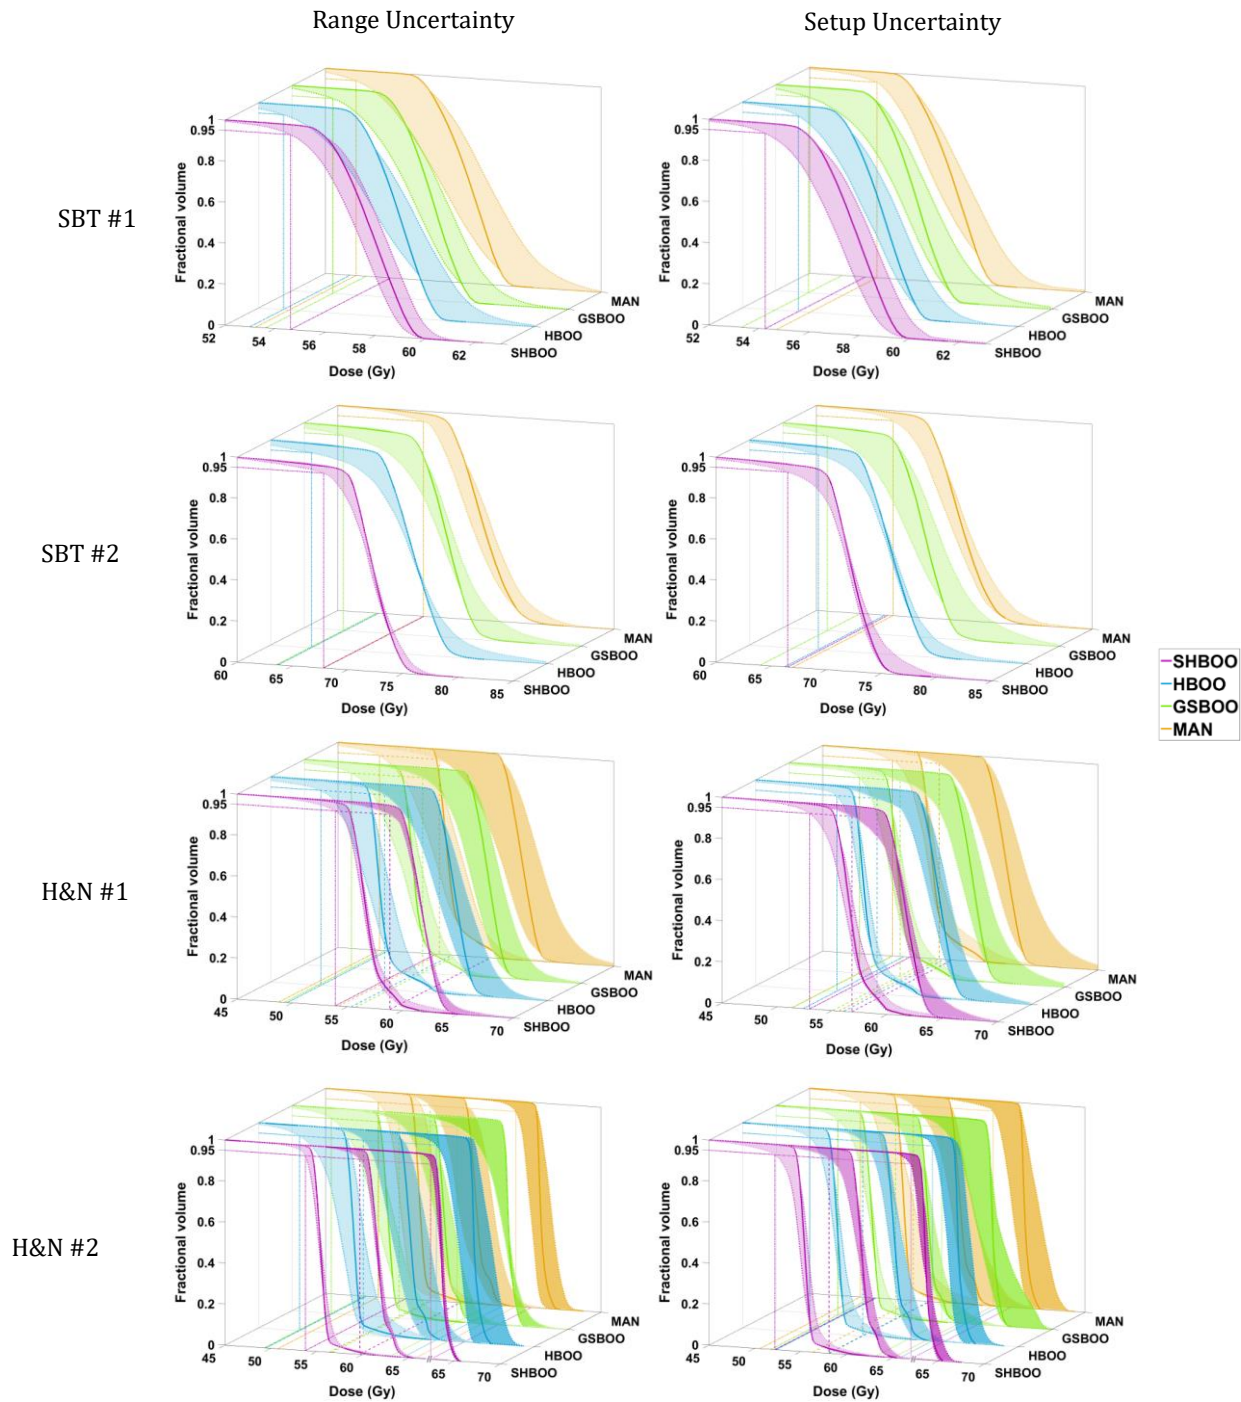 Range Uncertainty
Setup Uncertainty
SBT #1
Fractional volume
1
0.95
0.8
0.6
0.4
0.2
0
52
54
56
58
60
62
Dose (Gy)
MAN
GSBOO
HBOO
SHBOO
Fractional volume
1
0.95
0.8
0.6
0.4
0.2
0
52
54
56
58
60
62
Dose (Gy)
MAN
GSBOO
HBOO
SHBOO
SBT #2
Fractional volume
1
0.95
0.8
0.6
0.4
0.2
0
60
65
70
75
80
85
Dose (Gy)
MAN
GSBOO
HBOO
SHBOO
Fractional volume
1
0.95
0.8
0.6
0.4
0.2
0
60
65
70
75
80
85
Dose (Gy)
MAN
GSBOO
HBOO
SHBOO
SHBOO
HBOO
GSBOO
MAN
H&N #1
Fractional volume
1
0.95
0.8
0.6
0.4
0.2
0
45
50
55
60
65
70
Dose (Gy)
MAN
GSBOO
HBOO
SHBOO
Fractional volume
1
0.95
0.8
0.6
0.4
0.2
0
45
50
55
60
65
70
Dose (Gy)
MAN
GSBOO
HBOO
SHBOO
H&N #2
Fractional volume
1
0.95
0.8
0.6
0.4
0.2
0
45
50
55
60
65
65
70
Dose (Gy)
MAN
GSBOO
HBOO
SHBOO
Fractional volume
1
0.95
0.8
0.6
0.4
0.2
0
45
50
55
60
65
65
70
Dose (Gy)
MAN
GSBOO
HBOO
SHBOO